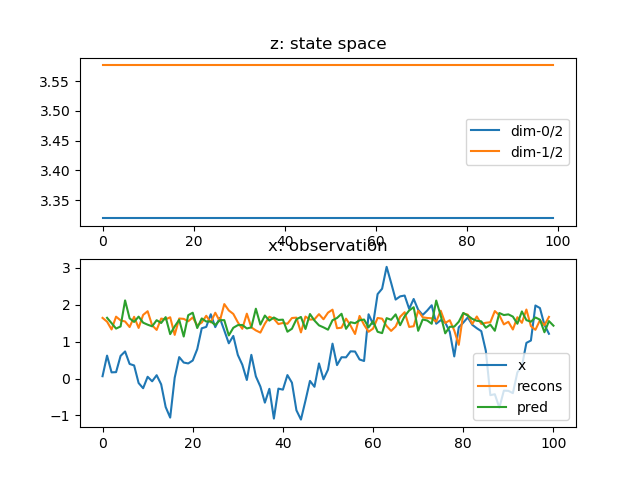 z: state space
3.55
3.50
3.45
3.40
3.35
dim-0/2
dim-1/2
0 20 40 60 80 100
x: observation
3
2
1
0
−1
x
recons
pred
0 20 40 60 80 100